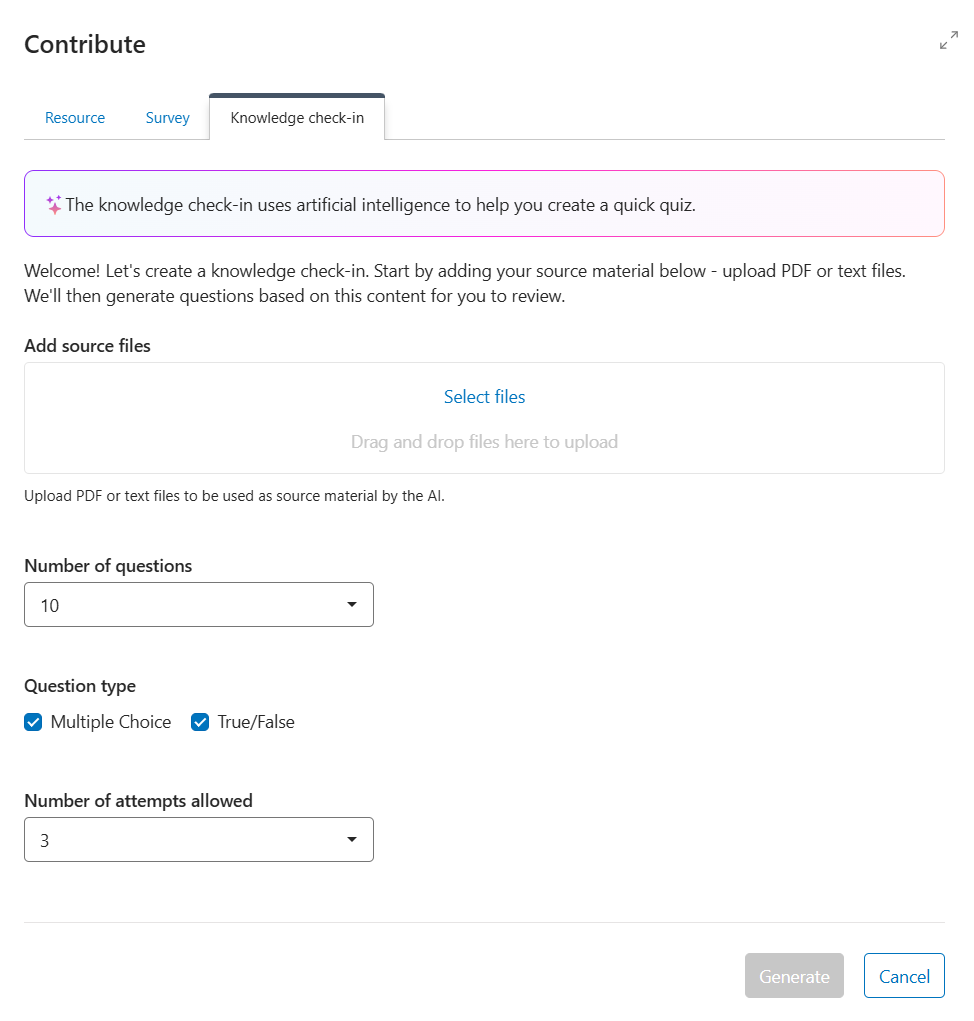 Contribute
Resource
Survey
Knowledge check-in
The knowledge check-in uses artificial intelligence to help you create a quick quiz.
Welcome! Let's create a knowledge check-in. Start by adding your source material below - upload PDF or text files.
We'll then generate questions based on this content for you to review.
Add source files
Select files
Drag and drop files here to upload
Upload PDF or text files to be used as source material by the AI.
Number of questions
10
Question type
Multiple Choice
True/False
Number of attempts allowed
3
Generate
Cancel